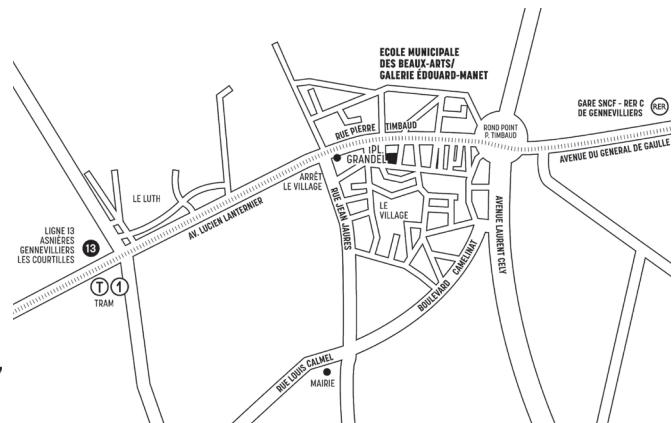 ECOLE MUNICIPALE
DES BEAUX-ARTS/
GALERIE ÉDOUARD-MANET
GARE SNCF - RER C
DE GENNEVILLIERS
RER
RUE PIERRE TIMBAUD
ROND POINT
P. TIMBAUD
AVENUE DU GENERAL DE GAULLE
PL.
GRANDEL
ARRÊT
LE VILLAGE
LE LUTH
AV. LUCIEN LANTERNIER
RUE JEAN JAURES
LE
VILLAGE
AVENUE LAURENT CELY
LIGNE 13
ASNIÈRES
GENNEVILLIERS
LES COURTILLES
13
T 1
TRAM
BOULEVARD CAMELINAT
RUE LOUIS CALMEL
MAIRIE